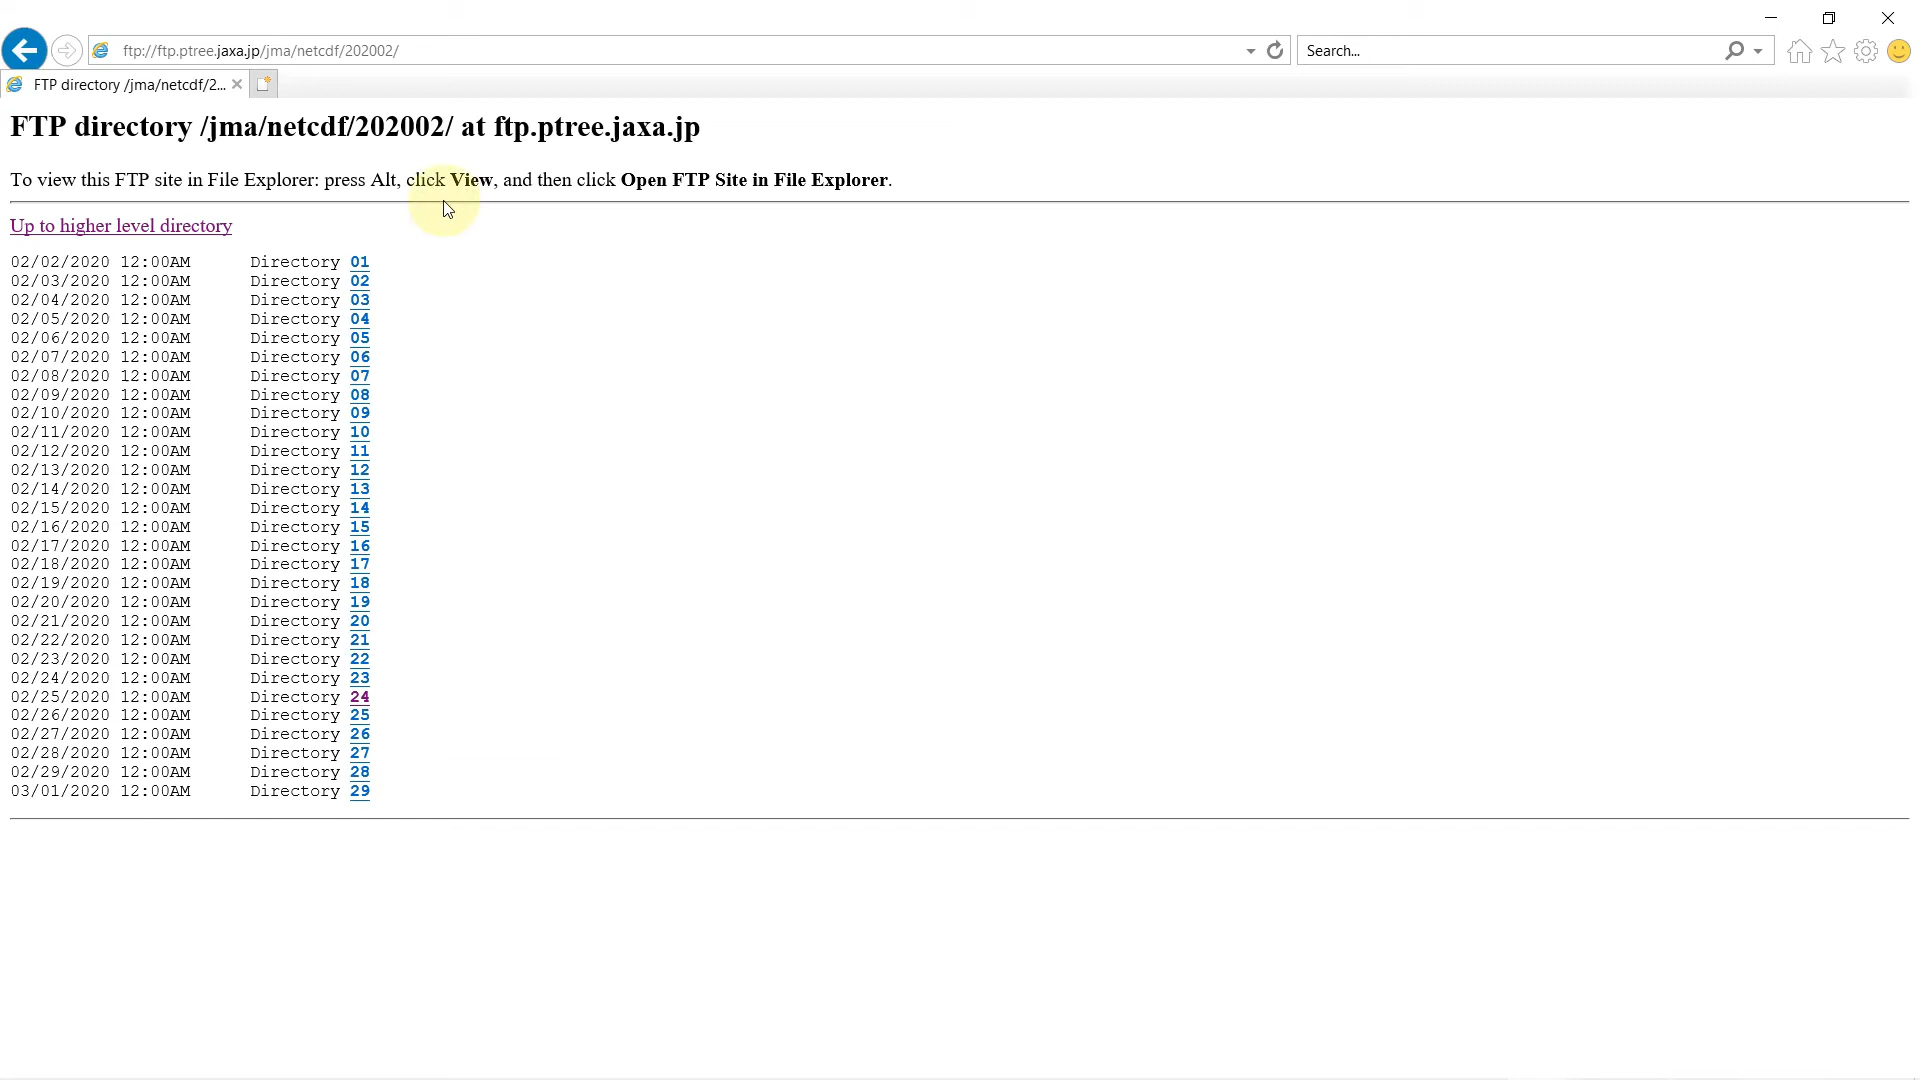 ftp://ftp.ptree.jaxa.jp/jma/netcdf/202002/
Search...
FTP directory /jma/netcdf/2...
FTP directory /jma/netcdf/202002/ at ftp.ptree.jaxa.jp
To view this FTP site in File Explorer: press Alt, click View, and then click Open FTP Site in File Explorer.
Up to higher level directory
02/02/2020 12:00AM Directory 01
02/03/2020 12:00AM Directory 02
02/04/2020 12:00AM Directory 03
02/05/2020 12:00AM Directory 04
02/06/2020 12:00AM Directory 05
02/07/2020 12:00AM Directory 06
02/08/2020 12:00AM Directory 07
02/09/2020 12:00AM Directory 08
02/10/2020 12:00AM Directory 09
02/11/2020 12:00AM Directory 10
02/12/2020 12:00AM Directory 11
02/13/2020 12:00AM Directory 12
02/14/2020 12:00AM Directory 13
02/15/2020 12:00AM Directory 14
02/16/2020 12:00AM Directory 15
02/17/2020 12:00AM Directory 16
02/18/2020 12:00AM Directory 17
02/19/2020 12:00AM Directory 18
02/20/2020 12:00AM Directory 19
02/21/2020 12:00AM Directory 20
02/22/2020 12:00AM Directory 21
02/23/2020 12:00AM Directory 22
02/24/2020 12:00AM Directory 23
02/25/2020 12:00AM Directory 24
02/26/2020 12:00AM Directory 25
02/27/2020 12:00AM Directory 26
02/28/2020 12:00AM Directory 27
02/29/2020 12:00AM Directory 28
03/01/2020 12:00AM Directory 29